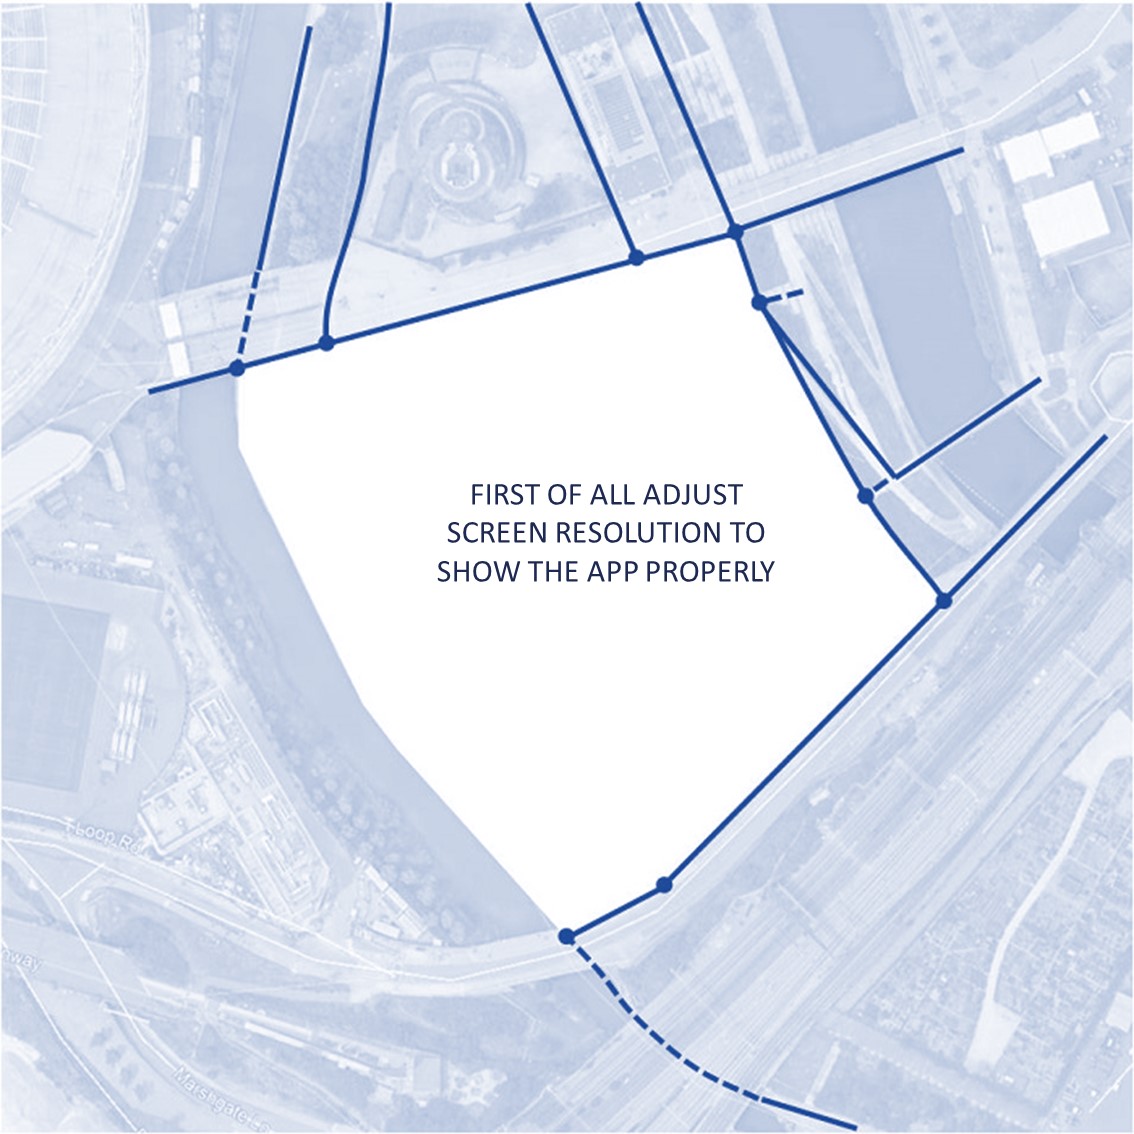 FIRST OF ALL ADJUST
SCREEN RESOLUTION TO
SHOW THE APP PROPERLY
Loop Rd
nway
Marshgate